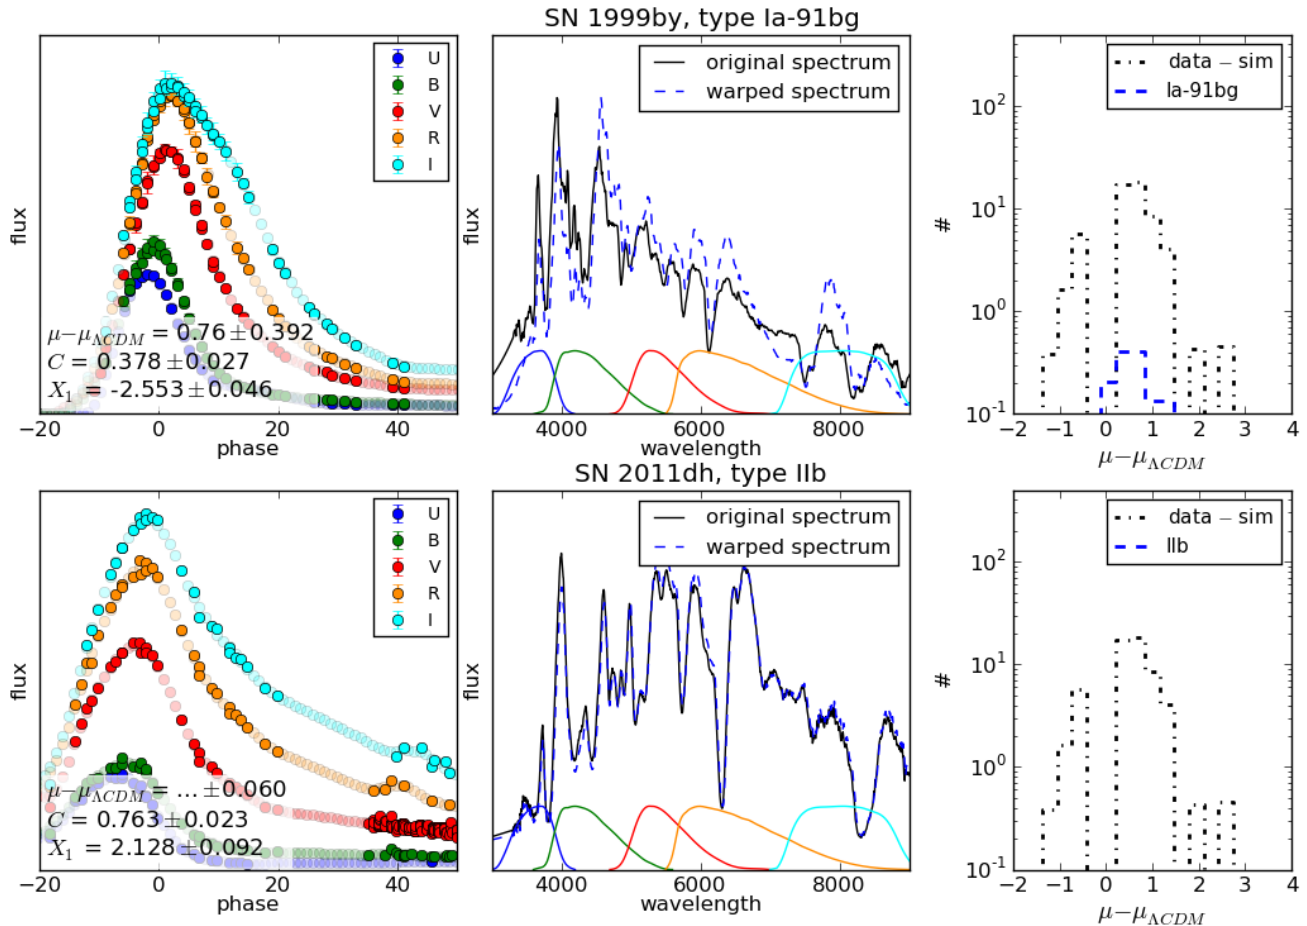 SN 1999by, type Ia-91bg
flux
U
B
V
R
I
μ−μ_ΛCDM = 0.76±0.392
C = 0.378±0.027
X₁ = -2.553±0.046
−20 0 20 40
phase
flux
original spectrum
warped spectrum
4000 6000 8000
wavelength
#
data − sim
Ia-91bg
10²
10¹
10⁰
10⁻¹
−2 −1 0 1 2 3 4
μ−μ_ΛCDM
SN 2011dh, type IIb
flux
U
B
V
R
I
μ−μ_ΛCDM = ... ±0.060
C = 0.763±0.023
X₁ = 2.128±0.092
−20 0 20 40
phase
flux
original spectrum
warped spectrum
4000 6000 8000
wavelength
#
data − sim
IIb
10²
10¹
10⁰
10⁻¹
−2 −1 0 1 2 3 4
μ−μ_ΛCDM